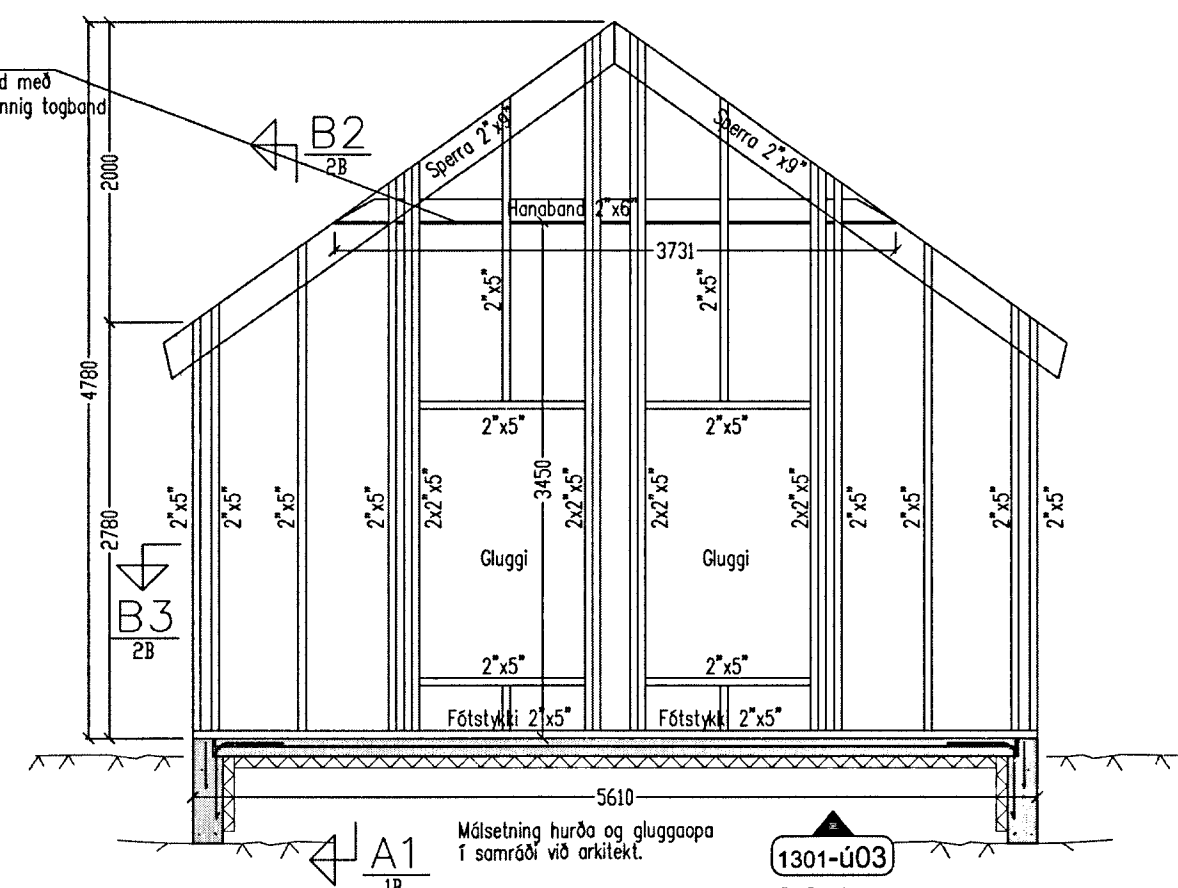 d með
nnig togband
B2
2B
Sperra 2"x9"
Sperra 2"x9"
Hanaband 2"x6"
3731
2000
4780
2780
3450
2"x5"
2"x5"
2"x5"
2"x5"
2"x5"
2"x5"
2"x5"
2"x5"
2x2"x5"
2x2"x5"
2x2"x5"
2x2"x5"
2"x5"
2"x5"
2"x5"
2"x5"
Gluggi
Gluggi
B3
2B
2"x5"
2"x5"
Fótstykki 2"x5"
Fótstykki 2"x5"
5610
Málsetning hurða og gluggaopa
í samráði við arkitekt.
A1
1B
1301-ú03